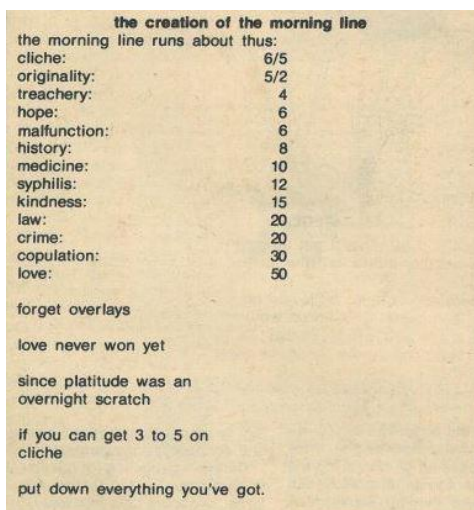 the creation of the morning line
the morning line runs about thus:
cliche: 6/5
originality: 5/2
treachery: 4
hope: 6
malfunction: 6
history: 8
medicine: 10
syphilis: 12
kindness: 15
law: 20
crime: 20
copulation: 30
love: 50
forget overlays
love never won yet
since platitude was an
overnight scratch
if you can get 3 to 5 on
cliche
put down everything you've got.